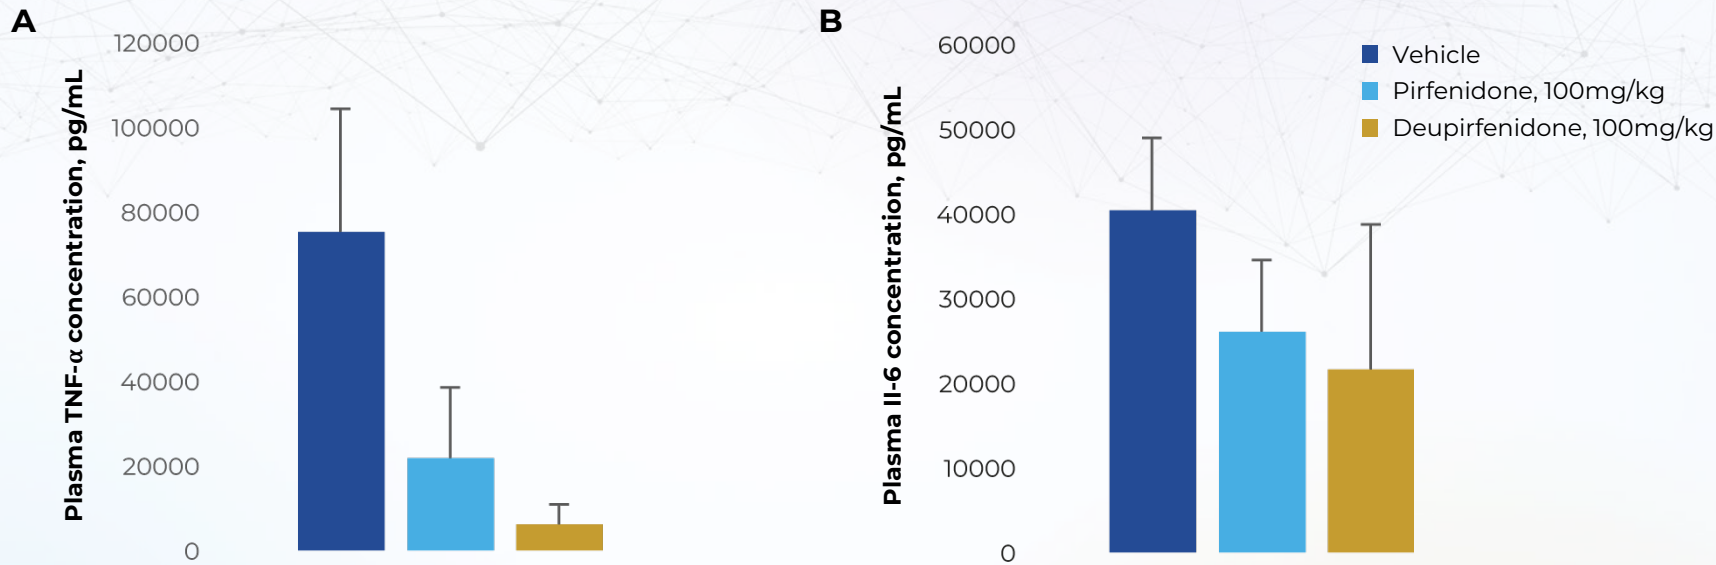 A
120000
100000
80000
60000
40000
20000
0
Plasma TNF-α concentration, pg/mL
B
60000
50000
40000
30000
20000
10000
0
Plasma Il-6 concentration, pg/mL
Vehicle
Pirfenidone, 100mg/kg
Deupirfenidone, 100mg/kg